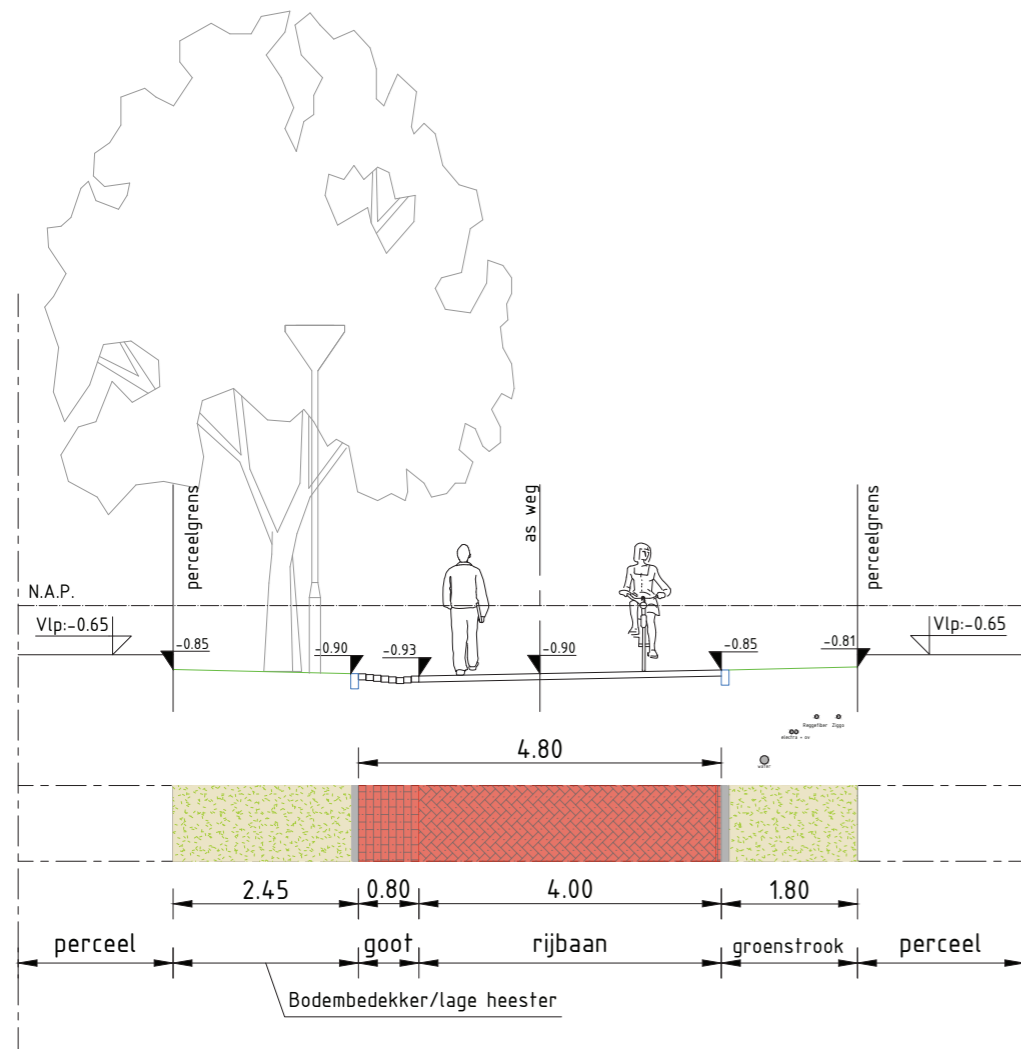 perceelgrens
as weg
perceelgrens
N.A.P.
Vlp:-0.65
Vlp:-0.65
-0.85
-0.90
-0.93
-0.90
-0.85
-0.81
Reggefiber Ziggo
electra + ov
water
4.80
2.45 0.80 4.00 1.80
perceel goot rijbaan groenstrook perceel
Bodembedekker/lage heester